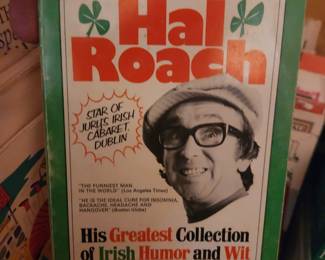 Hal
Roach
STAR OF
JURY'S IRISH
CABARET,
DUBLIN
"THE FUNNIEST MAN
IN THE WORLD" (Los Angeles Times)
"HE IS THE IDEAL CURE FOR INSOMNIA,
BACKACHE, HEADACHE AND
HANGOVER" (Boston Globe)
His Greatest Collection
of Irish Humor and Wit